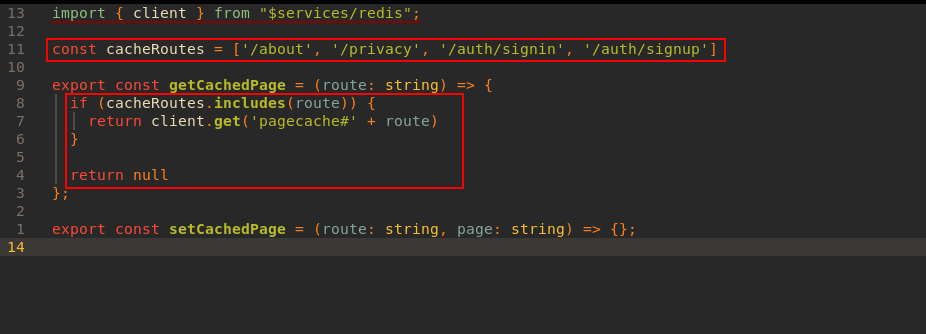 13 import { client } from "$services/redis";
12
11 const cacheRoutes = ['/about', '/privacy', '/auth/signin', '/auth/signup']
10
9 export const getCachedPage = (route: string) => {
8 if (cacheRoutes.includes(route)) {
7 return client.get('pagecache#' + route)
6 }
5
4 return null
3 };
2
1 export const setCachedPage = (route: string, page: string) => {};
14